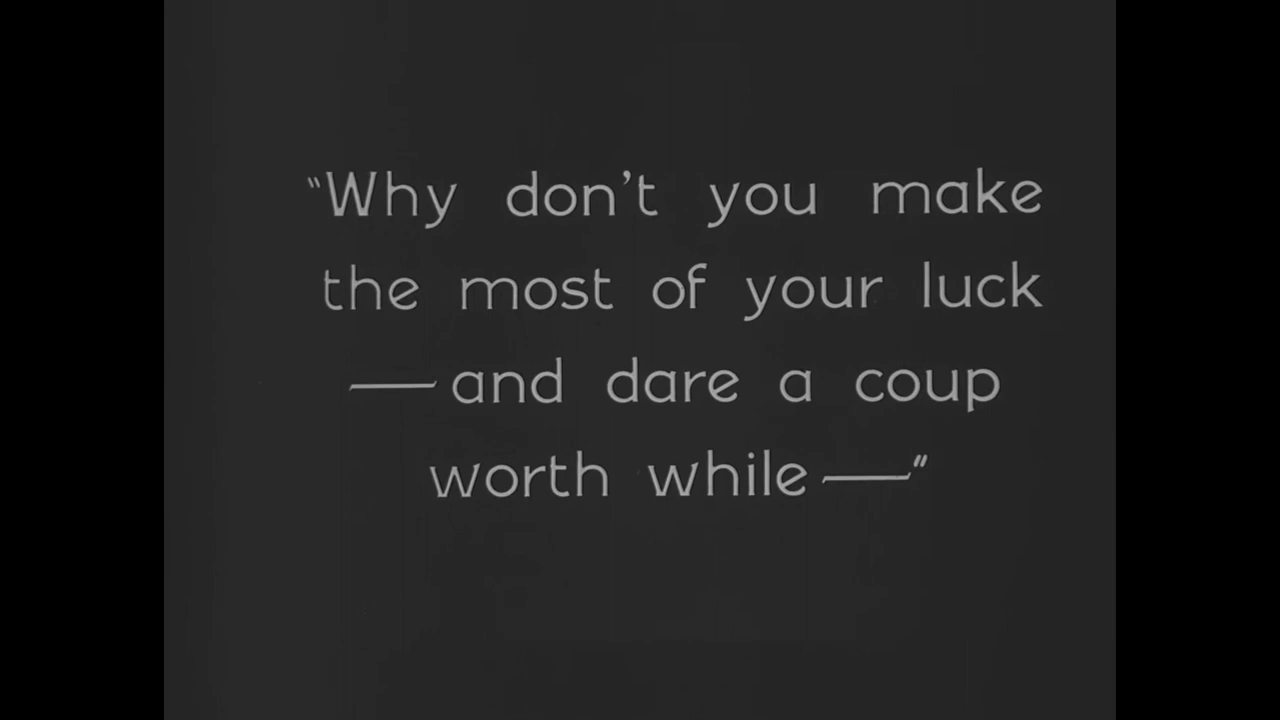 "Why don't you make
the most of your luck
—and dare a coup
worth while—"